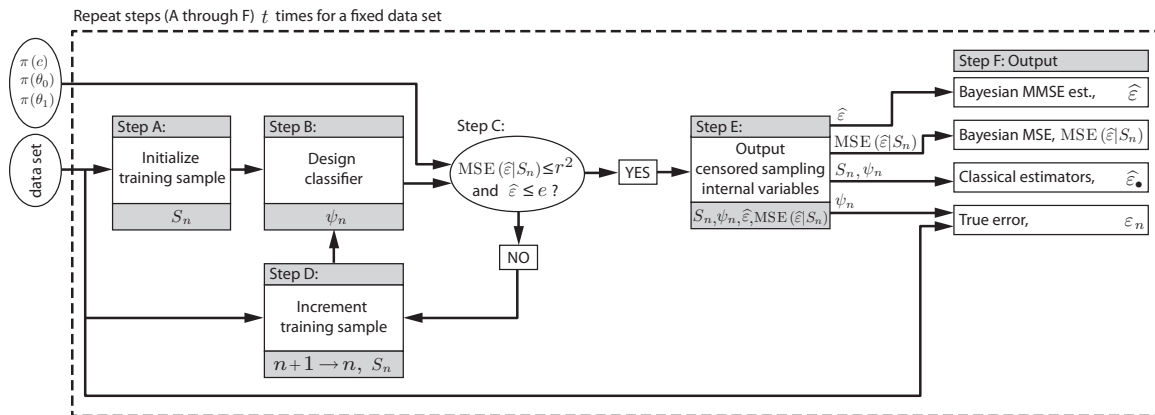 Repeat steps (A through F) t times for a fixed data set
π(c)
π(θ₀)
π(θ₁)
data set
Step A:
Initialize
training sample
Sₙ
Step B:
Design
classifier
ψₙ
Step C:
MSE(ε̂|Sₙ)≤r²
and ε̂≤e ?
YES
NO
Step D:
Increment
training sample
n+1→n, Sₙ
Step E:
Output
censored sampling
internal variables
Sₙ,ψₙ,ε̂,MSE(ε̂|Sₙ)
ε̂
MSE(ε̂|Sₙ)
Sₙ,ψₙ
ψₙ
Step F: Output
Bayesian MMSE est., ε̂
Bayesian MSE, MSE(ε̂|Sₙ)
Classical estimators, ε̂•
True error, εₙ